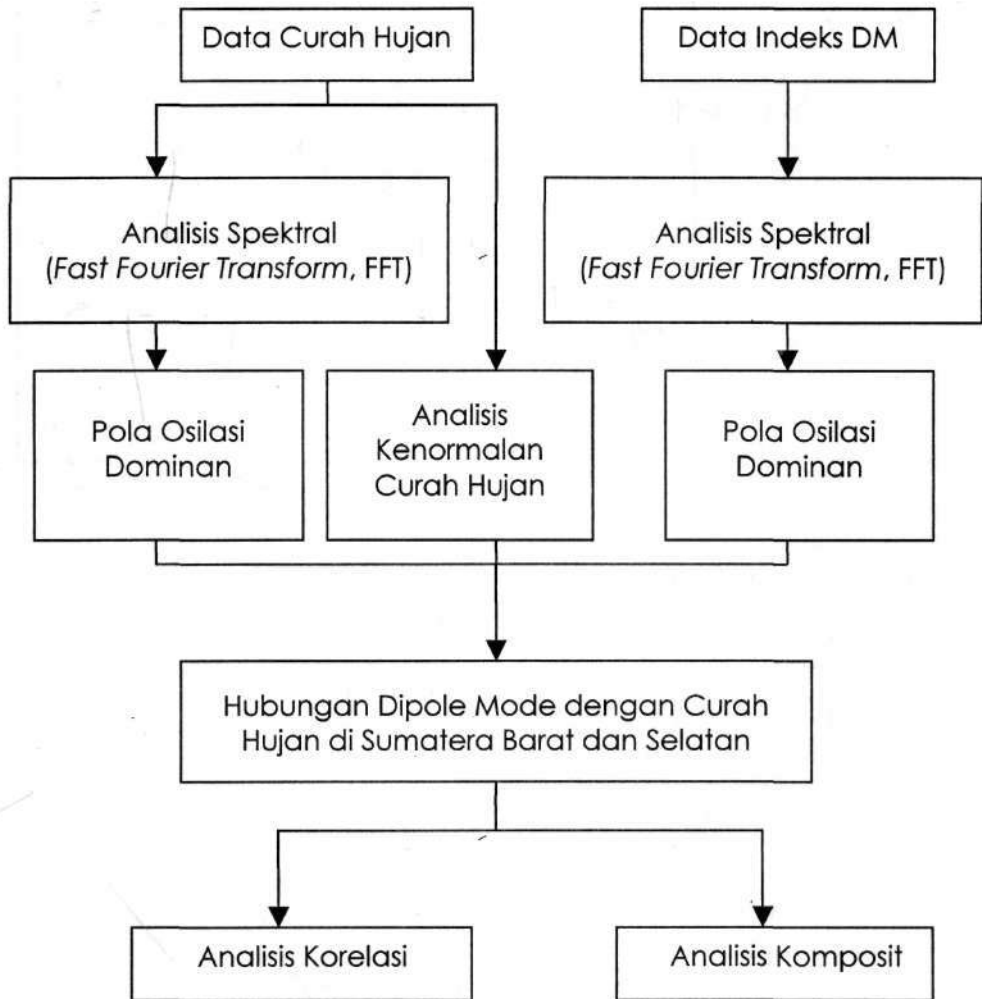 Data Curah Hujan
Data Indeks DM
Analisis Spektral
(Fast Fourier Transform, FFT)
Analisis Spektral
(Fast Fourier Transform, FFT)
Pola Osilasi
Dominan
Analisis
Kenormalan
Curah Hujan
Pola Osilasi
Dominan
Hubungan Dipole Mode dengan Curah
Hujan di Sumatera Barat dan Selatan
Analisis Korelasi
Analisis Komposit